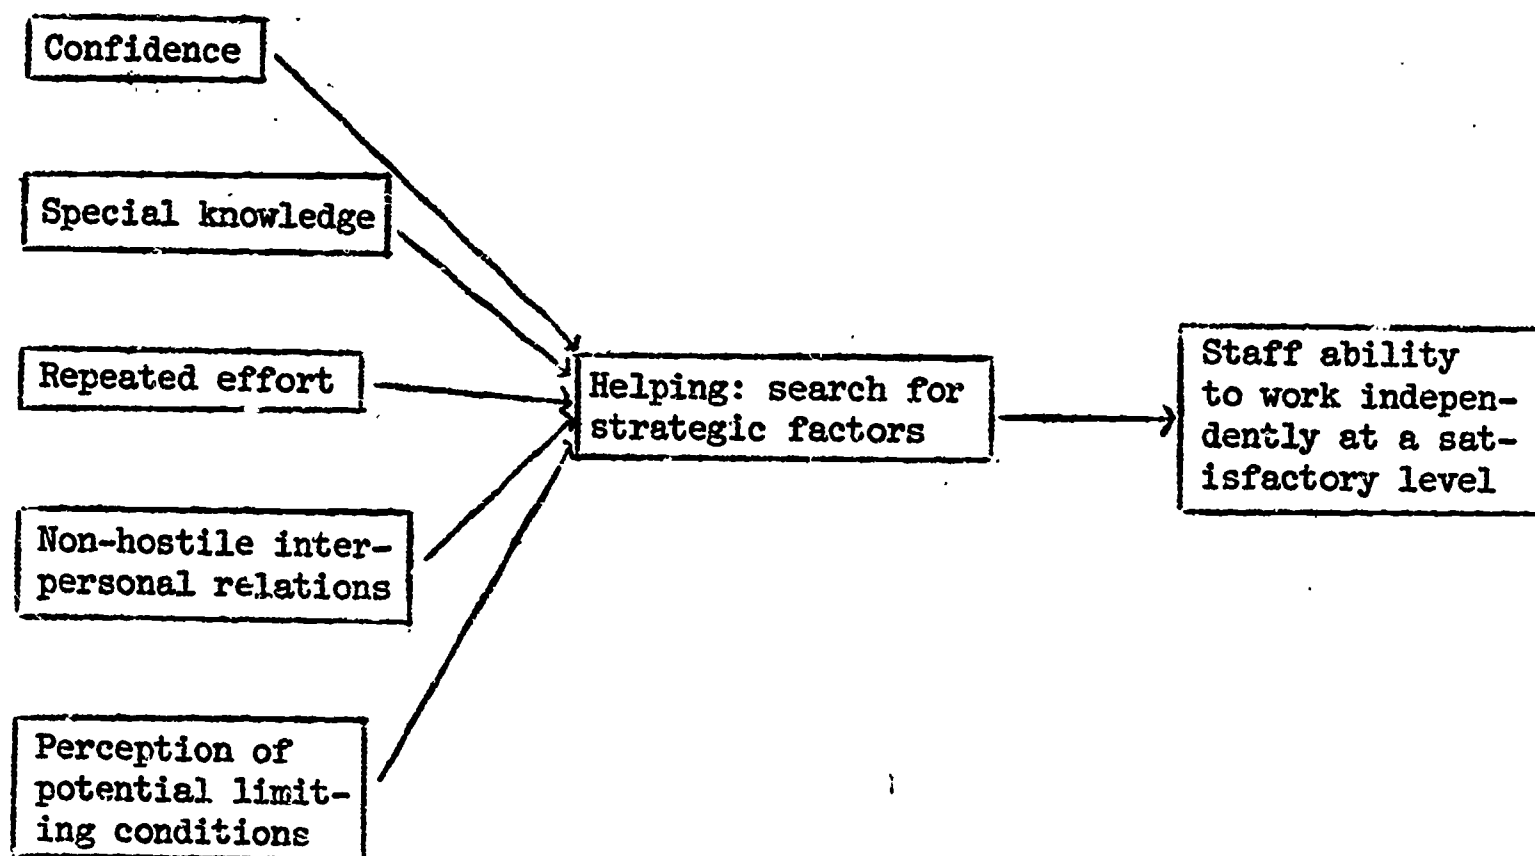 Confidence
Special knowledge
Repeated effort
Non-hostile inter-
personal relations
Perception of
potential limit-
ing conditions
Helping: search for
strategic factors
Staff ability
to work indepen-
dently at a sat-
isfactory level